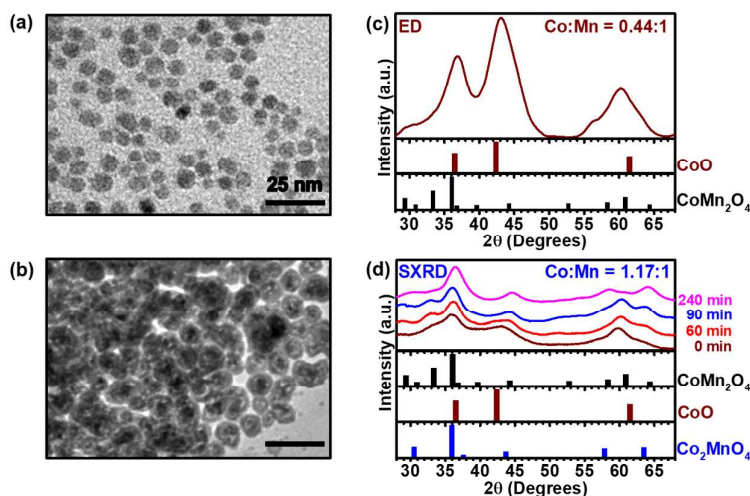 (a)
25 nm
(b)
(c)
ED
Co:Mn = 0.44:1
Intensity (a.u.)
CoO
CoMn₂O₄
30 35 40 45 50 55 60 65
2θ (Degrees)
(d)
SXRD
Co:Mn = 1.17:1
240 min
90 min
60 min
0 min
Intensity (a.u.)
CoMn₂O₄
CoO
Co₂MnO₄
30 35 40 45 50 55 60 65
2θ (Degrees)